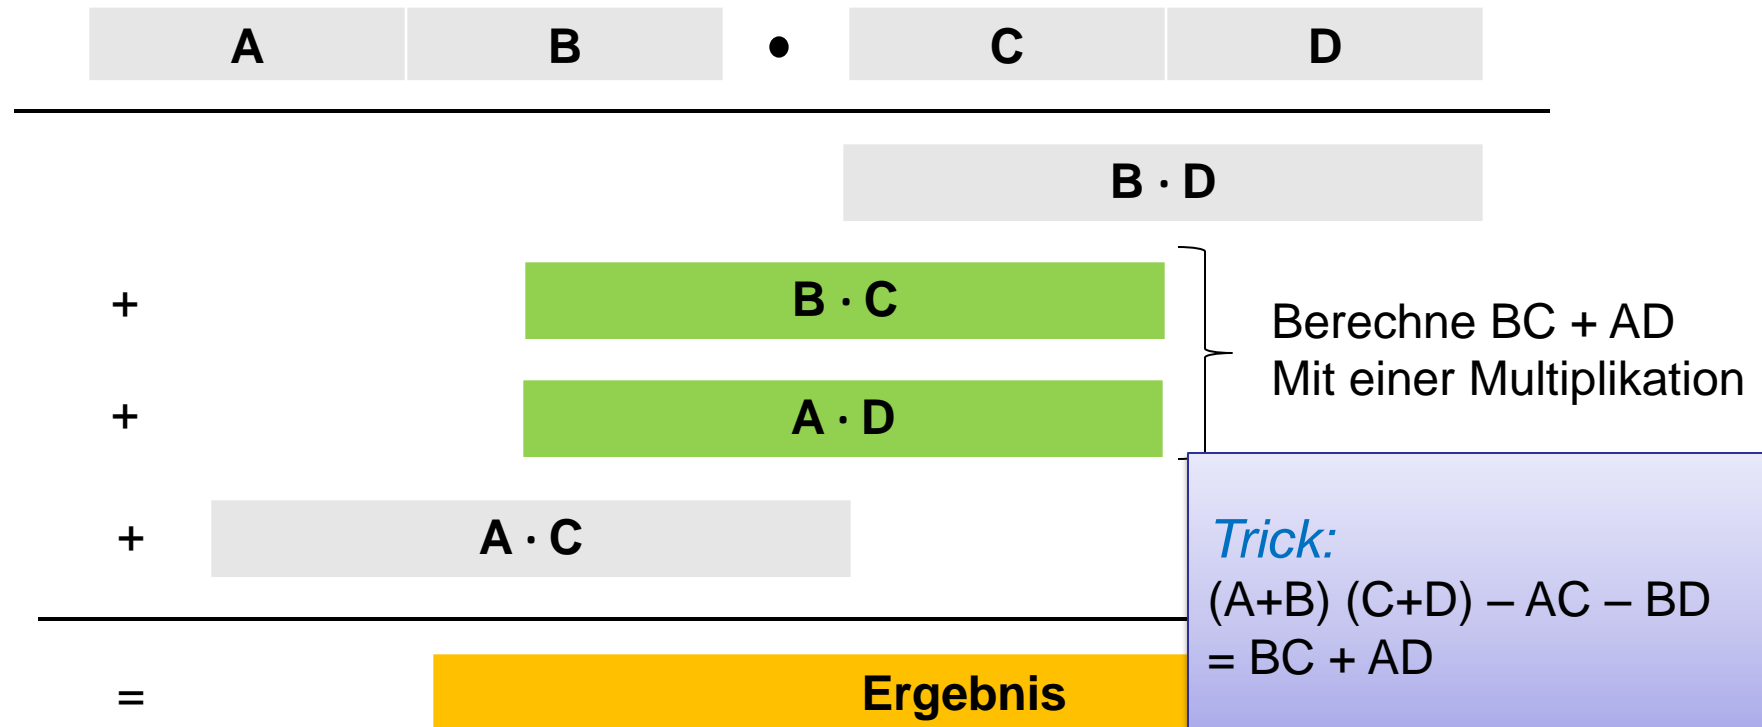 A B • C D
B · D
+ B · C
Berechne BC + AD
Mit einer Multiplikation
+ A · D
+ A · C
Trick:
(A+B) (C+D) – AC – BD
= BC + AD
= Ergebnis